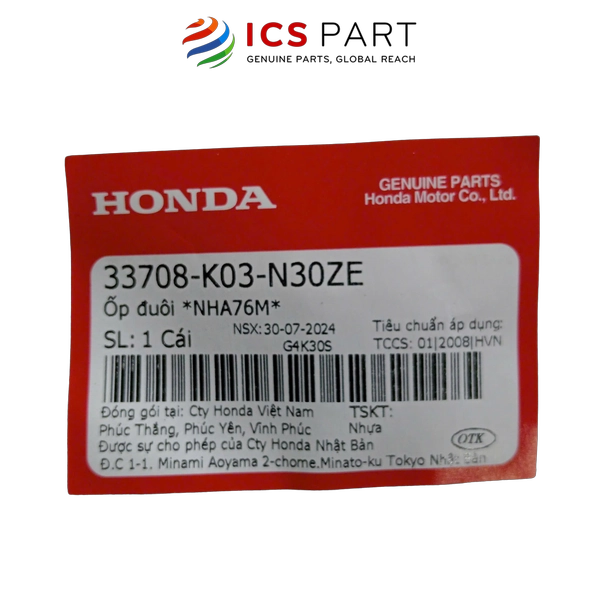 ICS PART
GENUINE PARTS, GLOBAL REACH
HONDA
GENUINE PARTS
Honda Motor Co., Ltd.
33708-K03-N30ZE
Ốp đuôi *NHA76M*
SL: 1 Cái
NSX: 30-07-2024
G4K30S
Tiêu chuẩn áp dụng:
TCCS: 01|2008|HVN
Đóng gói tại: Cty Honda Việt Nam
Phúc Thắng, Phúc Yên, Vĩnh Phúc
TSKT:
Nhựa
Được sự cho phép của Cty Honda Nhật Bản
Đ.C 1-1. Minami Aoyama 2-chome.Minato-ku Tokyo Nhật Bản
OTK